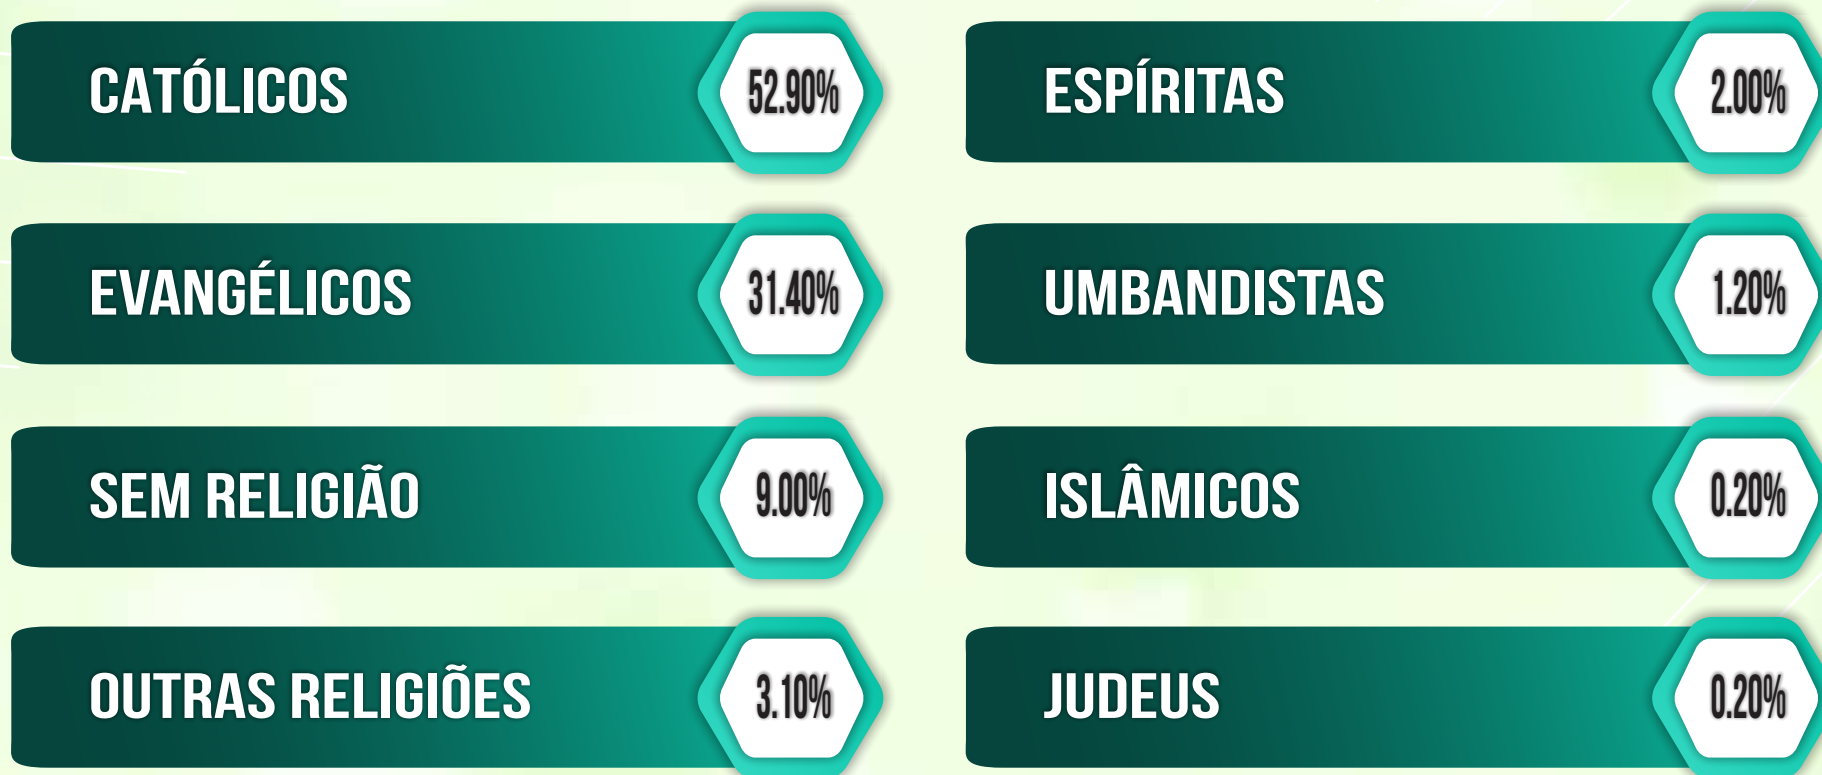 CATÓLICOS
52.90%
EVANGÉLICOS
31.40%
SEM RELIGIÃO
9.00%
OUTRAS RELIGIÕES
3.10%
ESPÍRITAS
2.00%
UMBANDISTAS
1.20%
ISLÂMICOS
0.20%
JUDEUS
0.20%